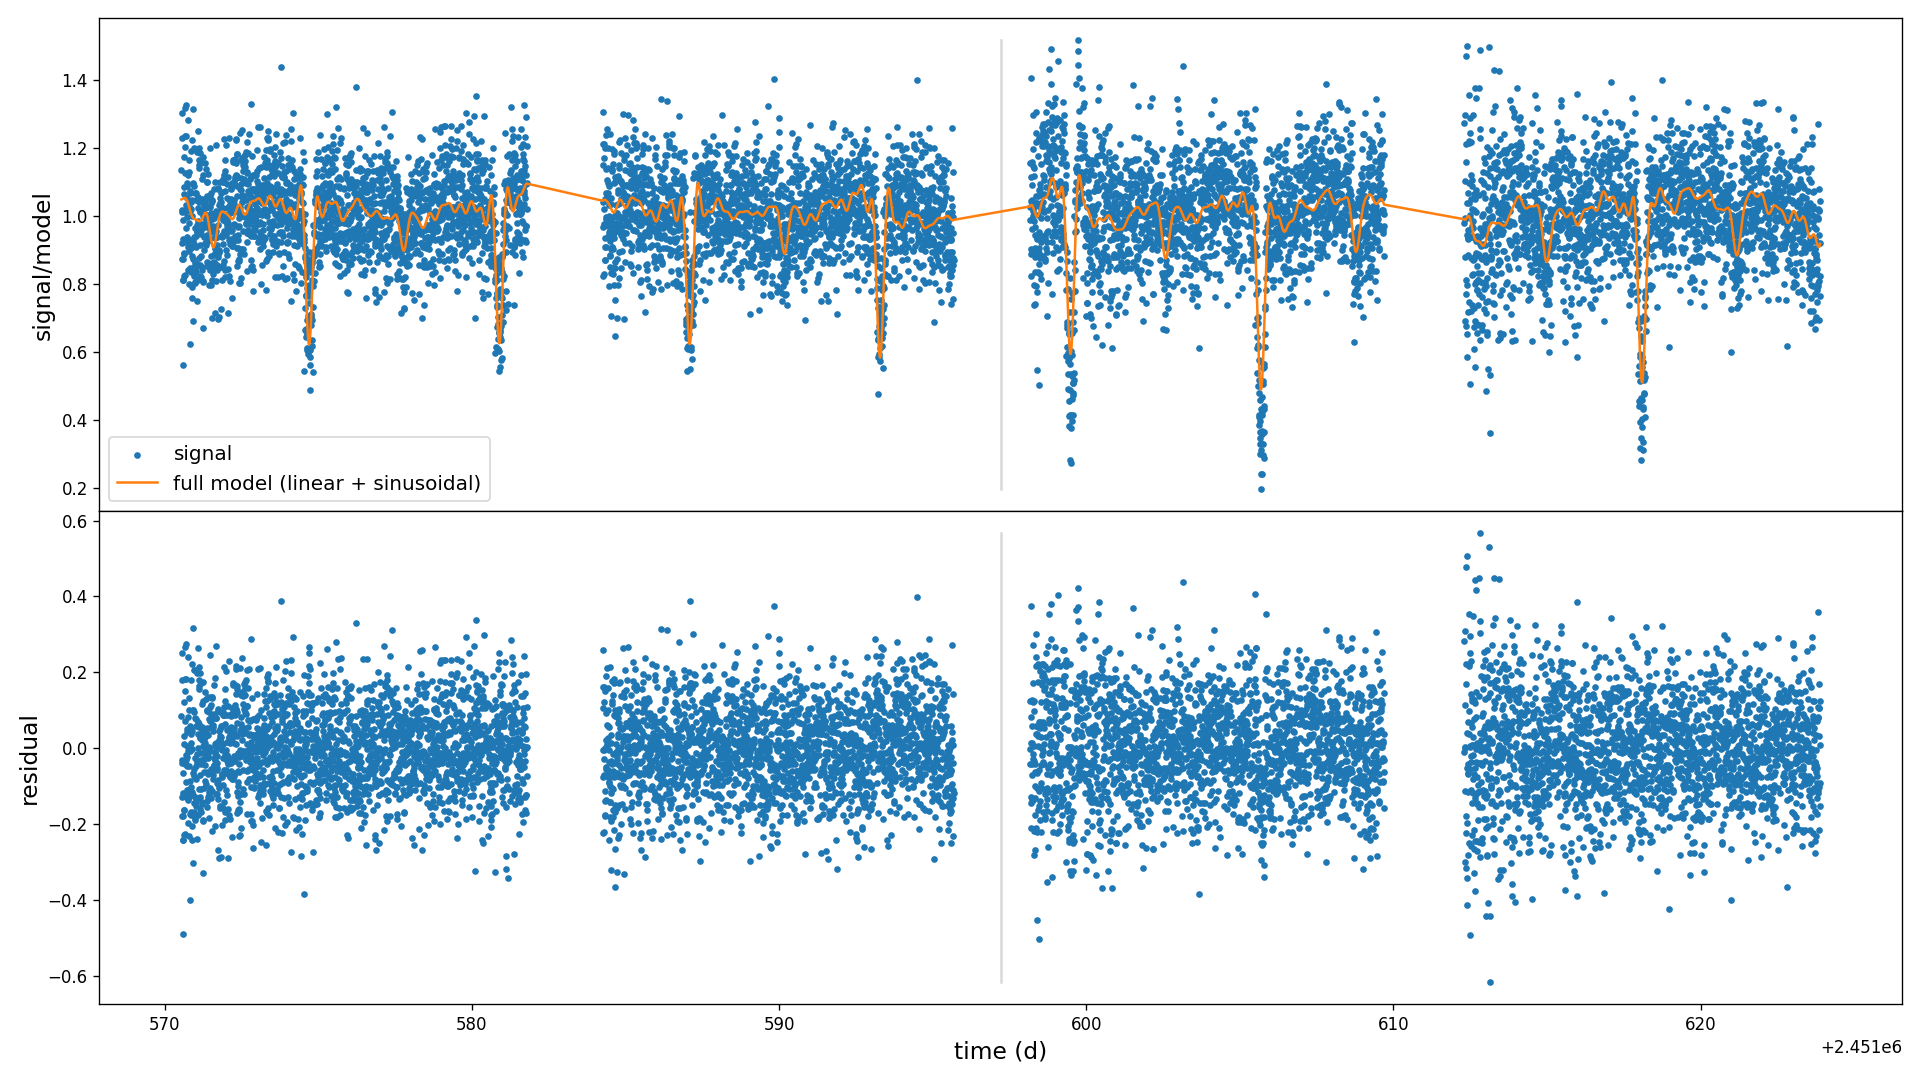 1.4
1.2
1.0
0.8
0.6
0.4
0.2
signal/model
signal
full model (linear + sinusoidal)
0.6
0.4
0.2
0.0
−0.2
−0.4
−0.6
residual
570 580 590 600 610 620
time (d)
+2.451e6